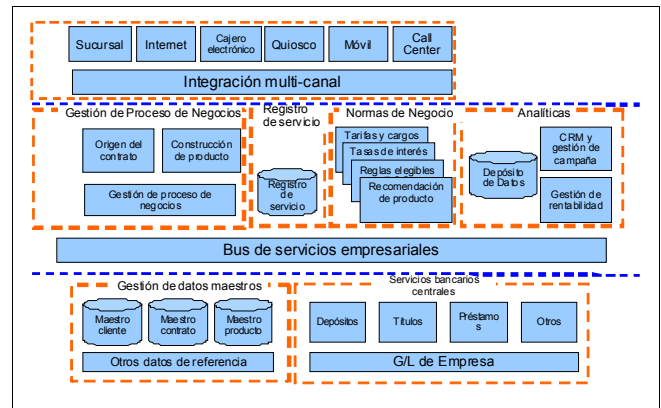 Sucursal
Internet
Cajero
electrónico
Quiosco
Móvil
Call
Center
Integración multi-canal
Gestión de Proceso de Negocios
Origen del
contrato
Construcción
de producto
Gestión de proceso de
negocios
Registro
de servicio
Registro
de
servicio
Normas de Negocio
Tarifas y cargos
Tasas de interés
Reglas elegibles
Recomendación
de producto
Analíticas
Depósito
de Datos
CRM y
gestión de
campaña
Gestión de
rentabilidad
Bus de servicios empresariales
Gestión de datos maestros
Maestro
cliente
Maestro
contrato
Maestro
producto
Otros datos de referencia
Servicios bancarios
centrales
Depósitos
Títulos
Préstamo
s
Otros
G/L de Empresa